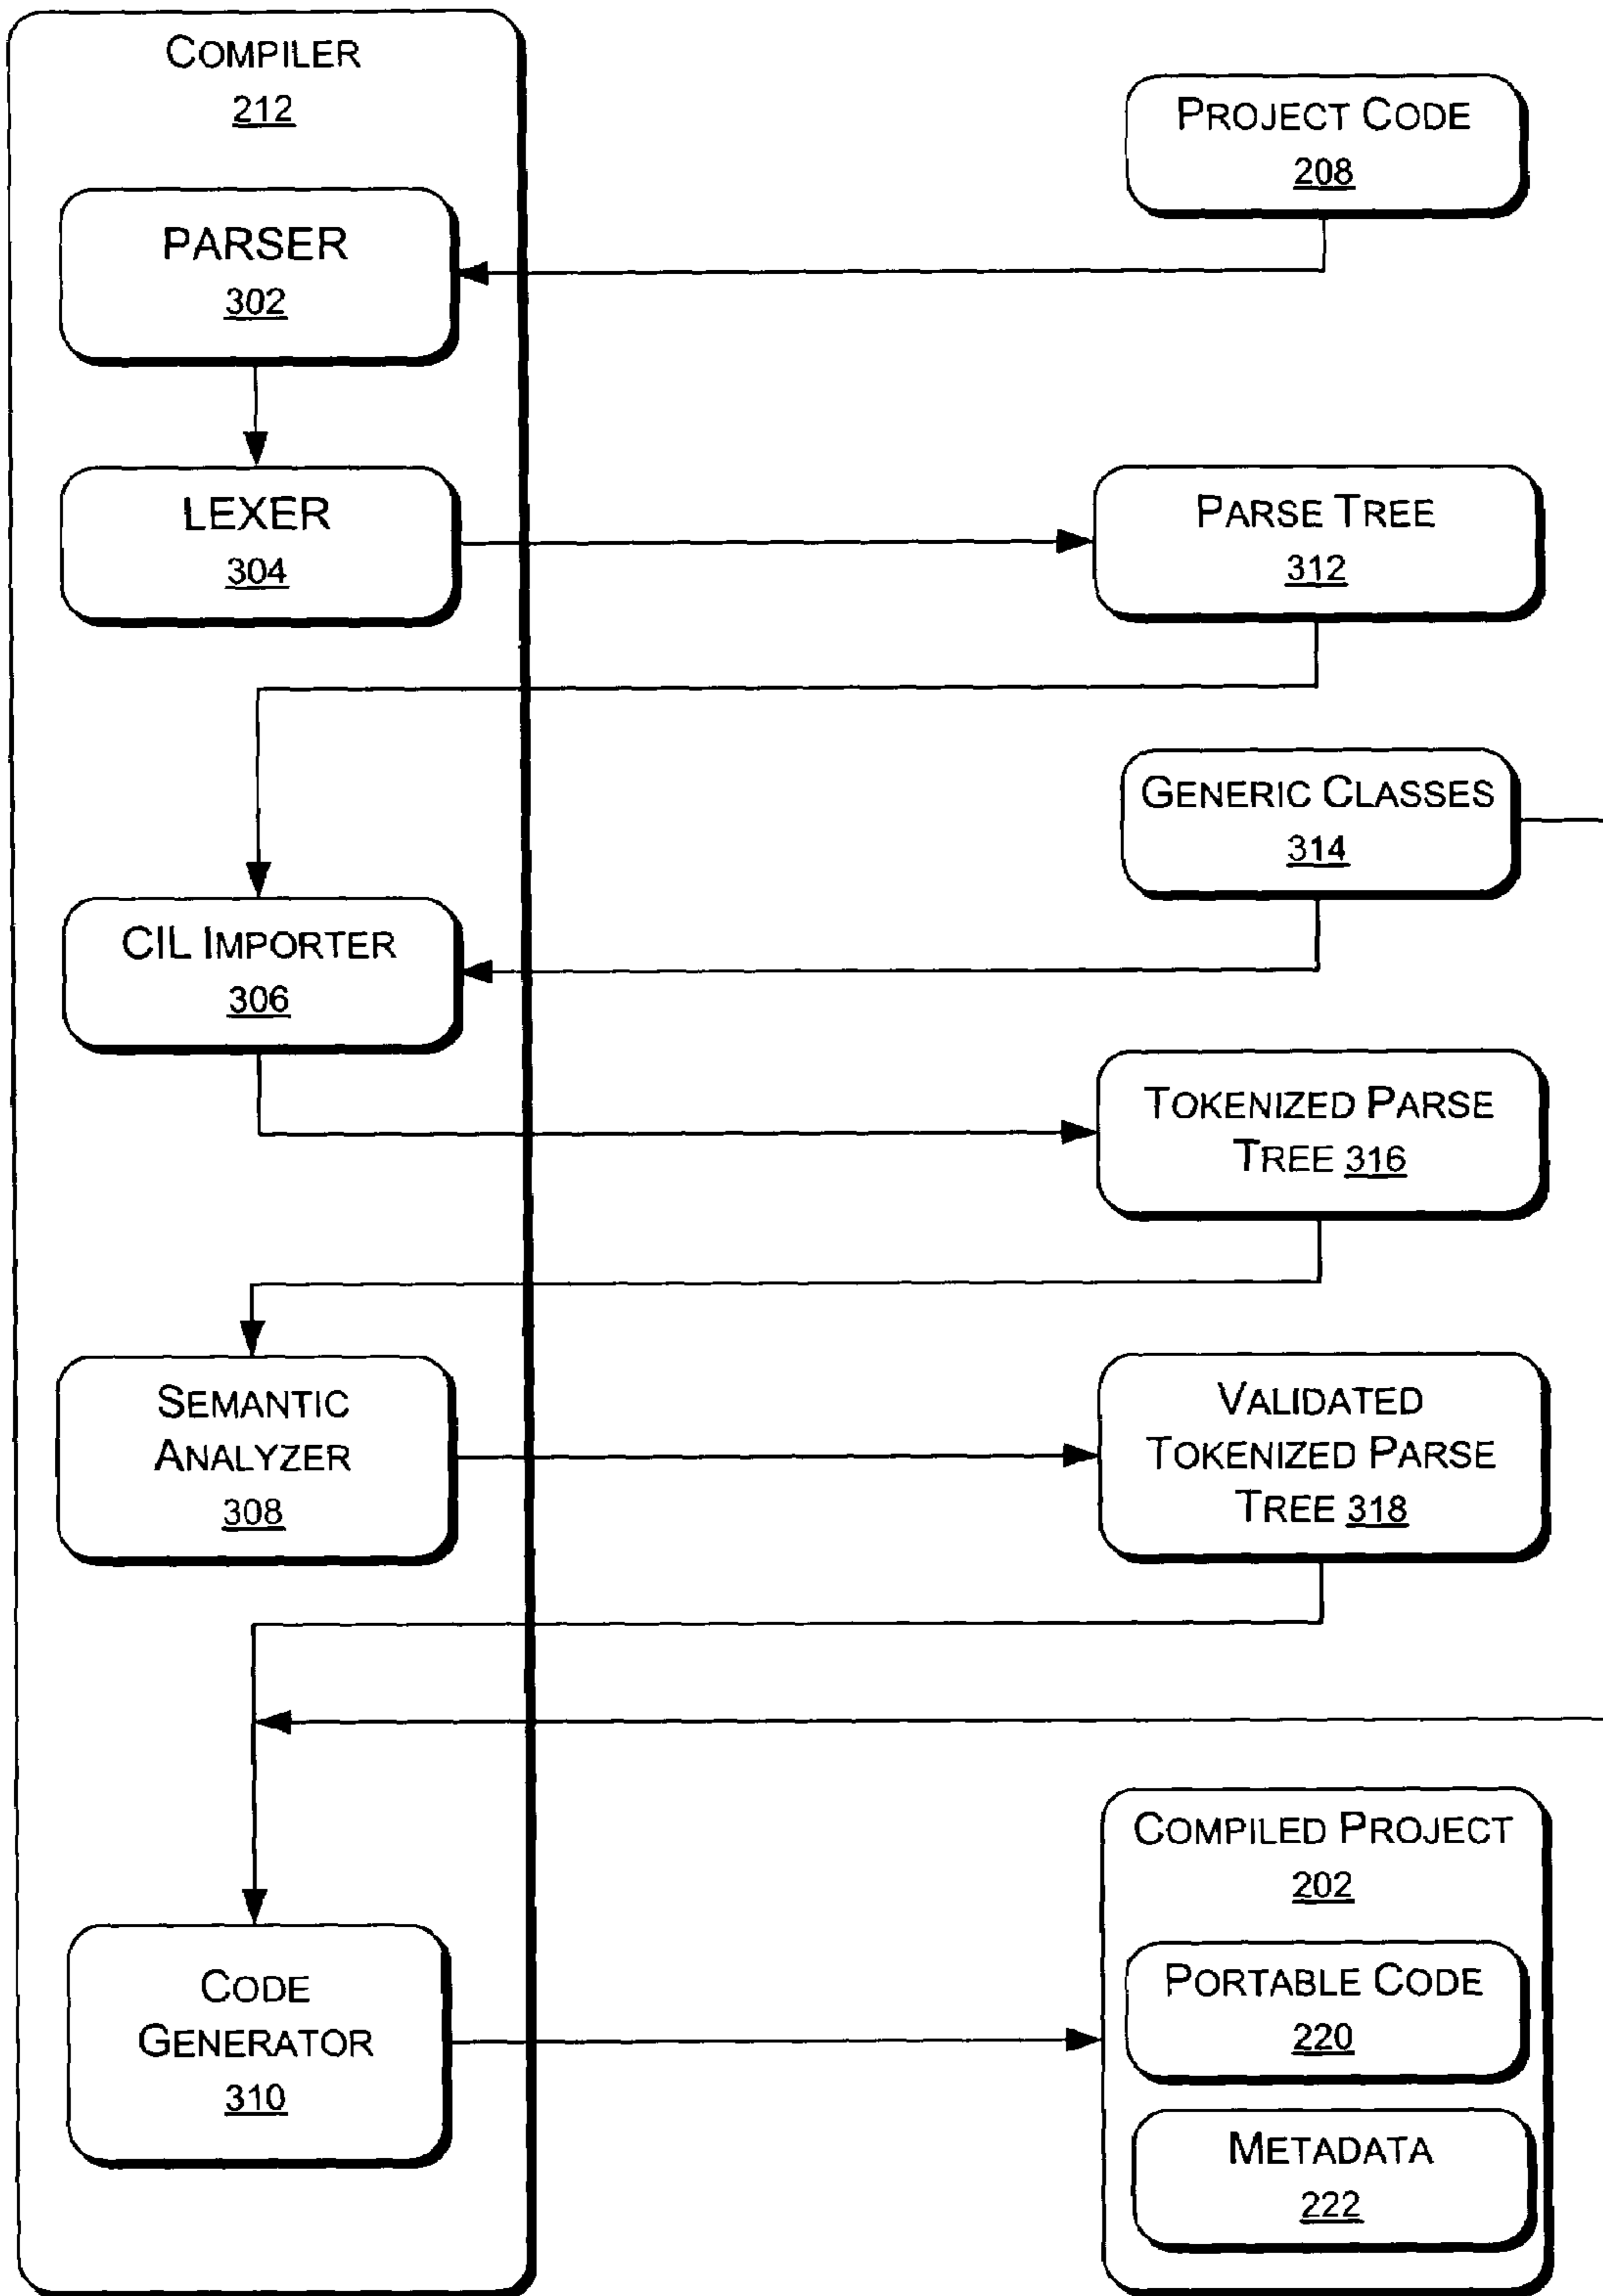 COMPILER
212
PROJECT CODE
208
PARSER
302
LEXER
304
PARSE TREE
312
GENERIC CLASSES
314
CIL IMPORTER
306
TOKENIZED PARSE
TREE 316
SEMANTIC
ANALYZER
308
VALIDATED
TOKENIZED PARSE
TREE 318
COMPILED PROJECT
202
CODE
GENERATOR
310
PORTABLE CODE
220
METADATA
222